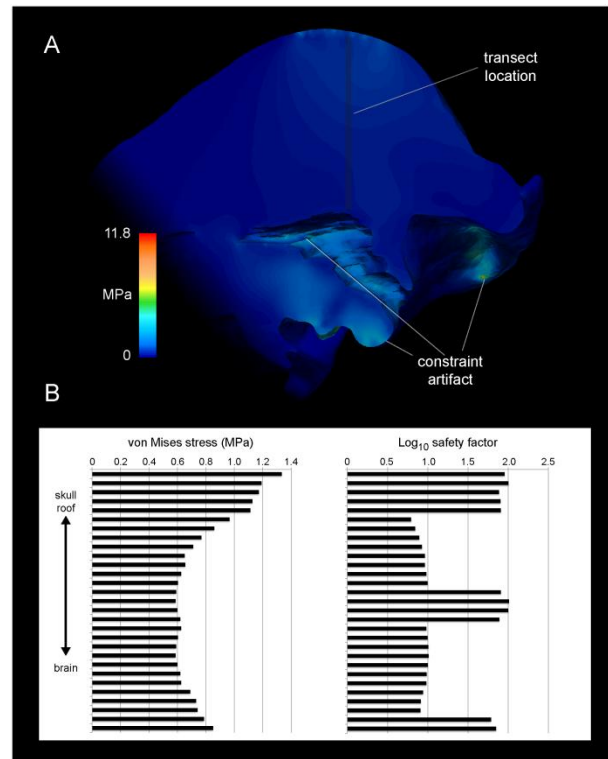 A
transect
location
11.8
MPa
0
constraint
artifact
B
von Mises stress (MPa)
0 0.2 0.4 0.6 0.8 1.0 1.2 1.4
skull
roof
brain
Log₁₀ safety factor
0 0.5 1.0 1.5 2.0 2.5